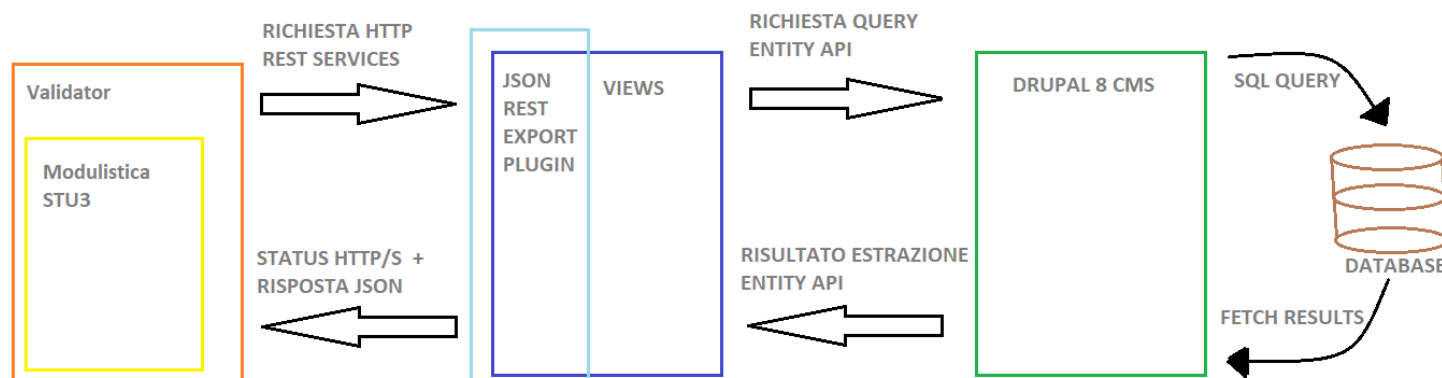 RICHIESTA HTTP
REST SERVICES
RICHIESTA QUERY
ENTITY API
Validator
JSON
REST
EXPORT
PLUGIN
VIEWS
DRUPAL 8 CMS
SQL QUERY
Modulistica
STU3
STATUS HTTP/S +
RISPOSTA JSON
RISULTATO ESTRAZIONE
ENTITY API
DATABASE
FETCH RESULTS